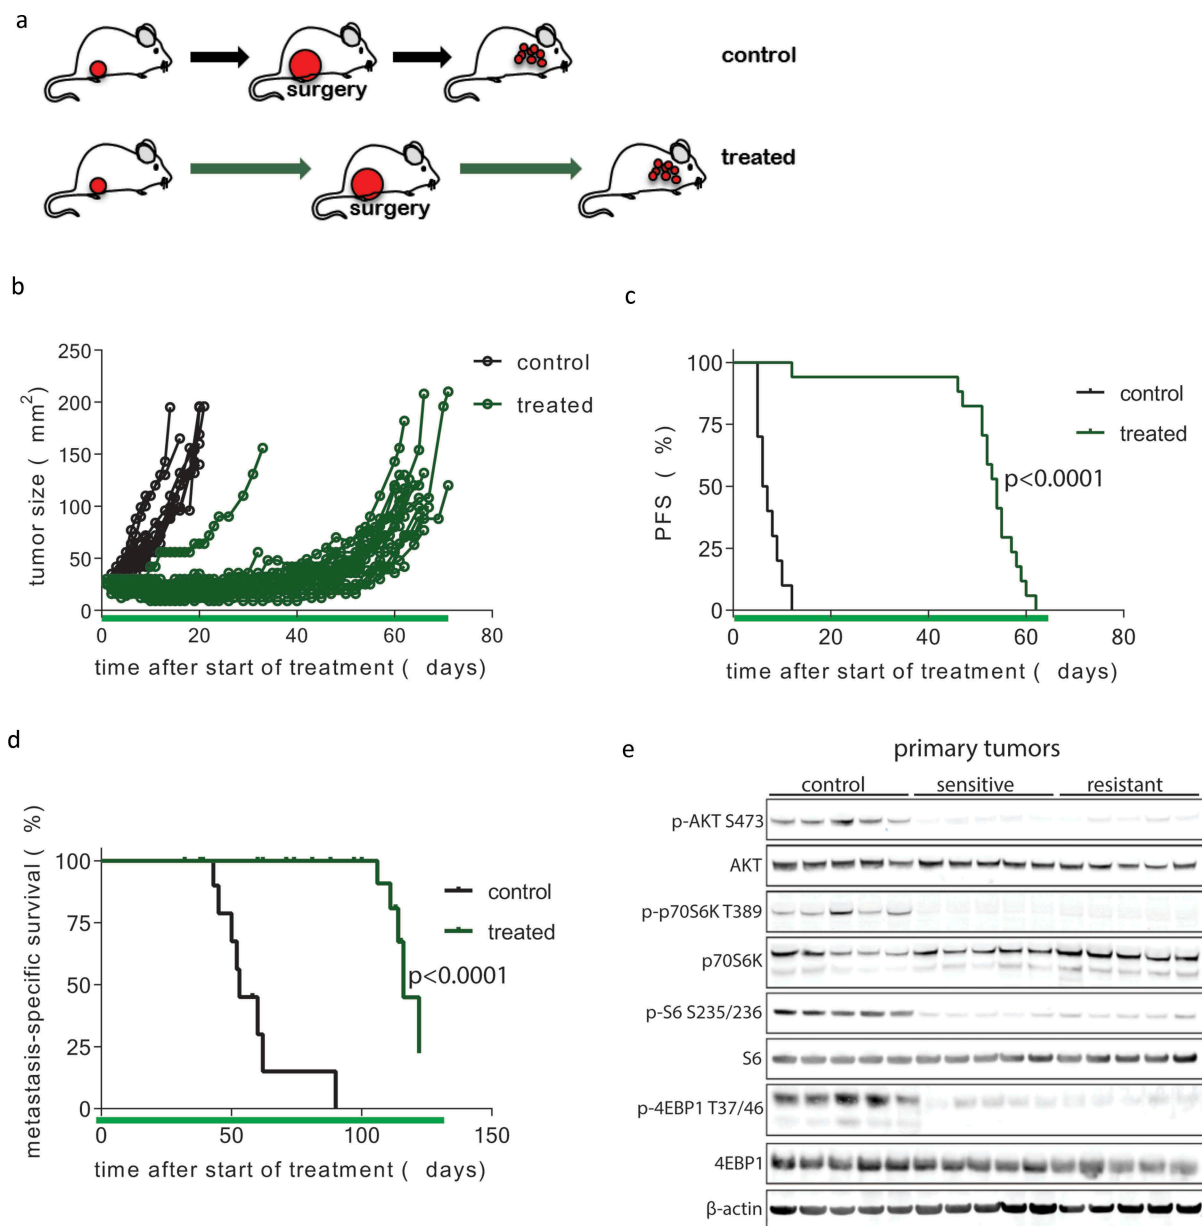 a
control
surgery
treated
surgery
b
250
200
150
100
50
0
tumor size ( mm2)
control
treated
0 20 40 60 80
time after start of treatment ( days)
c
100
75
50
25
0
PFS ( %)
control
treated
p<0.0001
0 20 40 60 80
time after start of treatment ( days)
d
100
75
50
25
0
metastasis-specific survival ( %)
control
treated
p<0.0001
0 50 100 150
time after start of treatment ( days)
e
primary tumors
control sensitive resistant
p-AKT S473
AKT
p-p70S6K T389
p70S6K
p-S6 S235/236
S6
p-4EBP1 T37/46
4EBP1
β-actin